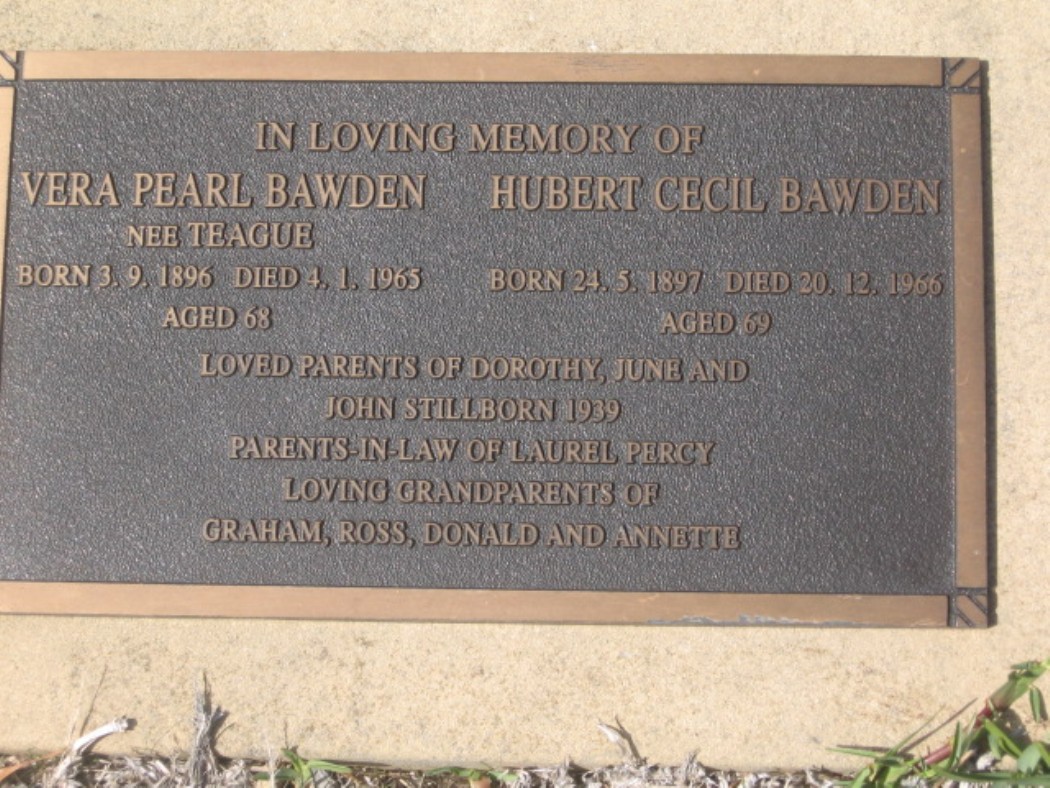 IN LOVING MEMORY OF
VERA PEARL BAWDEN HUBERT CECIL BAWDEN
NEE TEAGUE
BORN 3. 9. 1896 DIED 4. 1. 1965 BORN 24. 5. 1897 DIED 20. 12. 1966
AGED 68 AGED 69
LOVED PARENTS OF DOROTHY, JUNE AND
JOHN STILLBORN 1939
PARENTS-IN-LAW OF LAUREL PERCY
LOVING GRANDPARENTS OF
GRAHAM, ROSS, DONALD AND ANNETTE